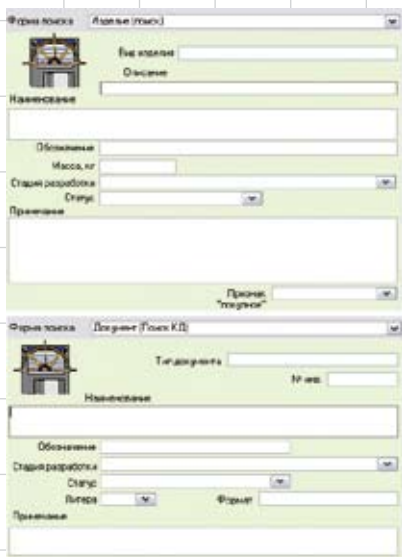 Форма поиска Изделие (поиск)
Вид изделия
Описание
Наименование
Обозначение
Масса, кг
Стадия разработки
Статус
Примечание
Признак
"покупное"
Форма поиска Документ (Поиск КД)
Тип документа
№ инв.
Наименование
Обозначение
Стадия разработки
Статус
Литера Формат
Примечание